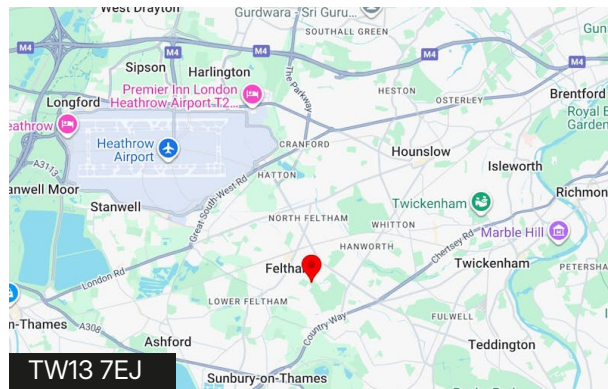 West Drayton
Gurdwara - Sri Guru...
SOUTHALL GREEN
M4
M4
M4
M4
Sipson
Harlington
The Parkway
Premier Inn London
Heathrow Airport T2...
HESTON
OSTERLEY
Brentford
Longford
eathrow
Royal B
Garden
Heathrow
Airport
CRANFORD
Hounslow
Isleworth
A3113
HATTON
anwell Moor
Stanwell
Great South-West Rd
Richmon
Twickenham
NORTH FELTHAM
WHITTON
Chertsey Rd
Marble Hill
HANWORTH
London Rd
Feltha
Twickenham
PETERSHA
LOWER FELTHAM
Country Way
FULWELL
n-Thames
A308
Ashford
Teddington
TW13 7EJ
Sunbury-on-Thames